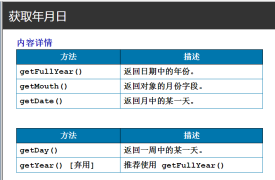 获取年月日
内容详情
方法 描述
getFullYear() 返回日期中的年份。
getMouth() 返回对象的月份字段。
getDate() 返回月中的某一天。
方法 描述
getDay() 返回一周中的某一天。
getYear() [弃用] 推荐使用 getFullYear()